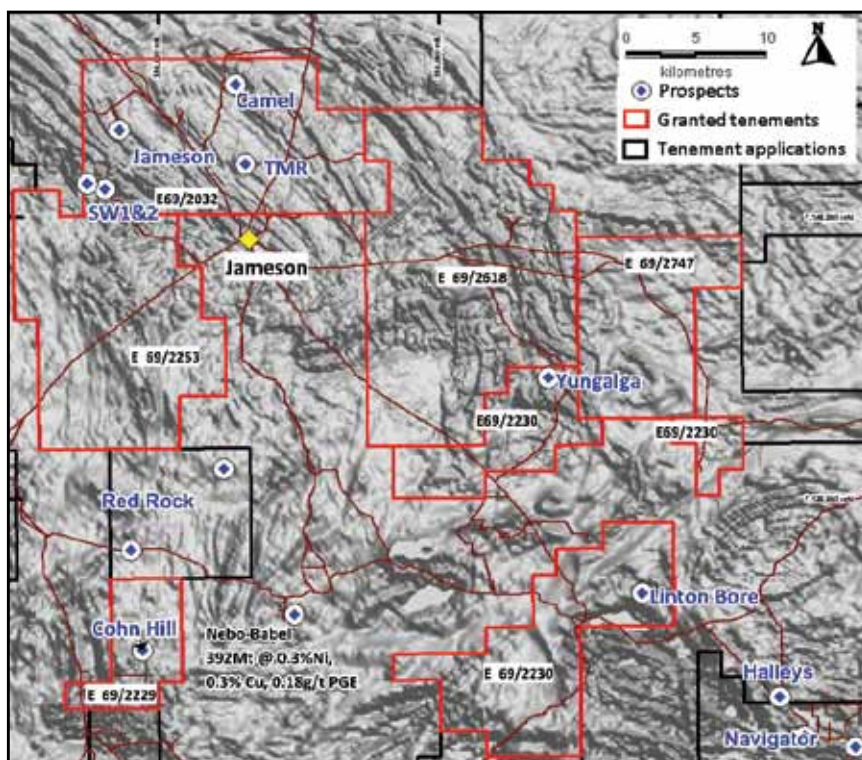 N
0 5 10
kilometres
Prospects
Granted tenements
Tenement applications
Camel
Jameson
TMR
E69/2032
SW1&2
Jameson
E 69/2618
E 69/2747
E 69/2253
Yungalga
E69/2230
E69/2230
Red Rock
Linton Bore
Cohn Hill
Nebo-Babel
392Mt @ 0.3%Ni,
0.3% Cu, 0.18g/t PGE
E 69/2230
E 69/2229
Halleys
Navigator